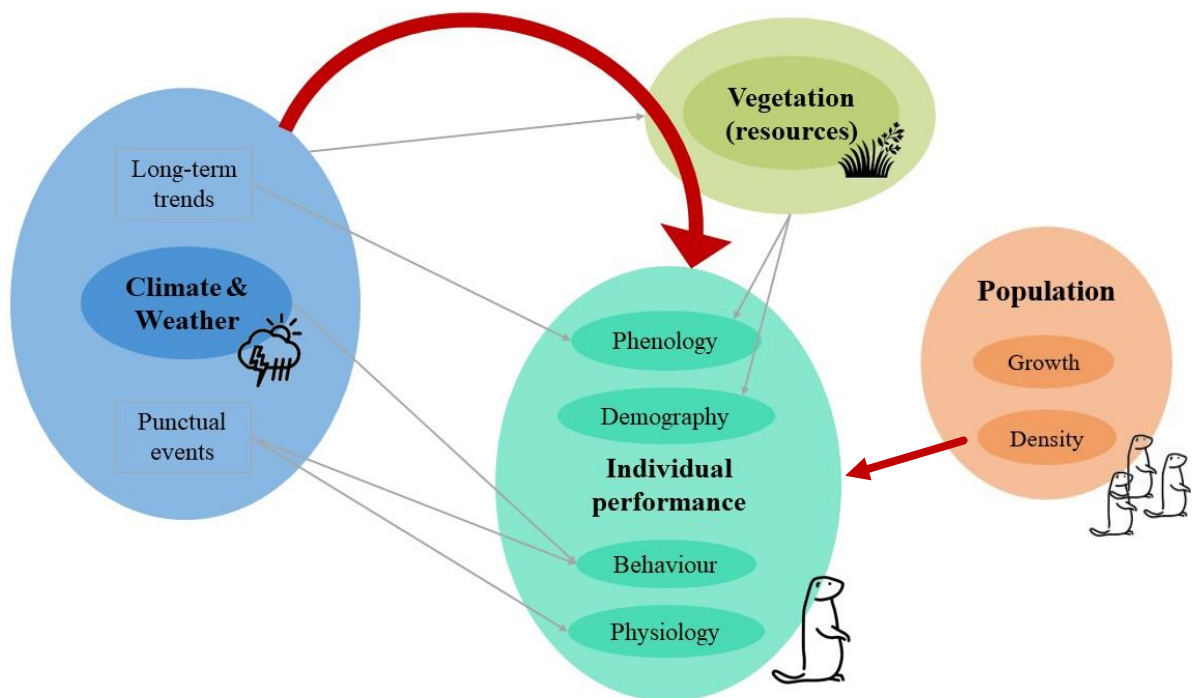 Vegetation
(resources)
Long-term
trends
Climate &
Weather
Punctual
events
Phenology
Demography
Individual
performance
Behaviour
Physiology
Population
Growth
Density